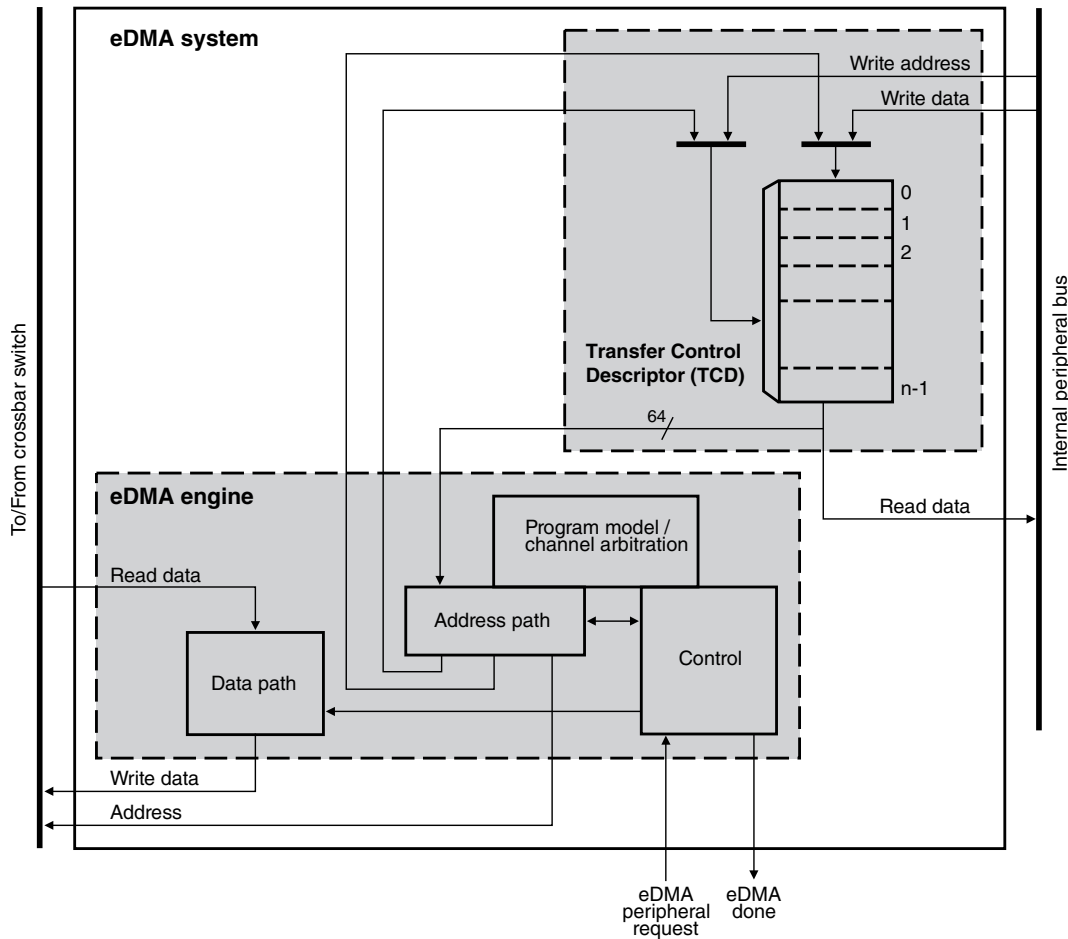 eDMA system
Write address
Write data
0
1
2
n-1
Transfer Control
Descriptor (TCD)
64
To/From crossbar switch
Internal peripheral bus
eDMA engine
Program model /
channel arbitration
Read data
Read data
Address path
Control
Data path
Write data
Address
eDMA
peripheral
request
eDMA
done